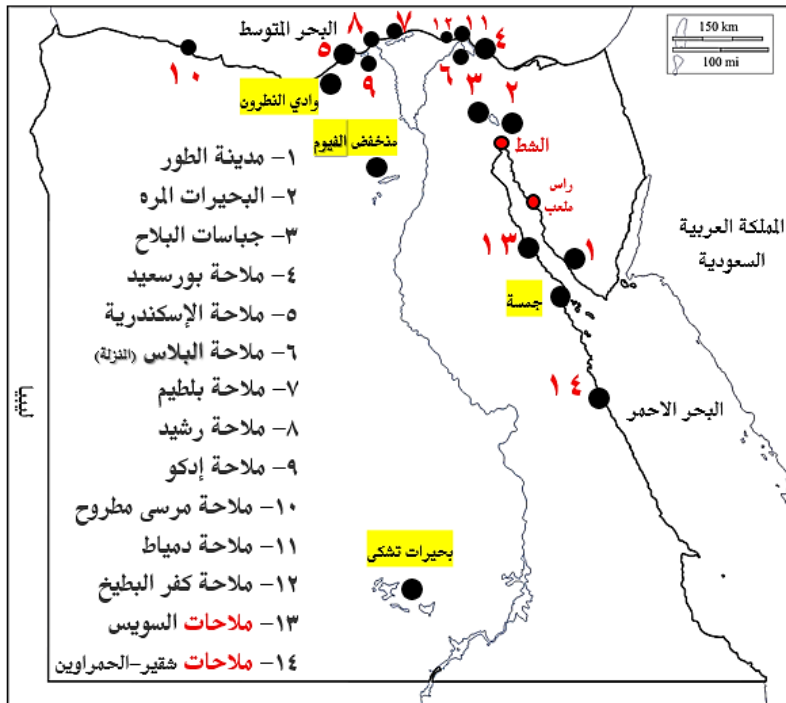 البحر المتوسط
٨
٧
١٢
١١
٤
٥
١٠
٩
٦
٣
٢
150 km
100 mi
وادي النطرون
منخفض الفيوم
الشط
راس
ملعب
المملكة العربية
السعودية
١٣
١
جمسة
١٤
البحر الاحمر
ليبيا
بحيرات تشكى
١- مدينة الطور
٢- البحيرات المره
٣- جباسات البلاح
٤- ملاحة بورسعيد
٥- ملاحة الإسكندرية
٦- ملاحة البلاس (النزلة)
٧- ملاحة بلطيم
٨- ملاحة رشيد
٩- ملاحة إدكو
١٠- ملاحة مرسى مطروح
١١- ملاحة دمياط
١٢- ملاحة كفر البطيخ
١٣- ملاحات السويس
١٤- ملاحات شقير-الحمراوين